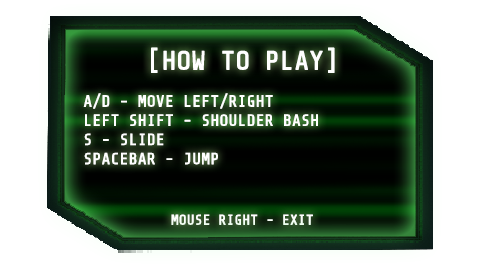 [HOW TO PLAY]
A/D - MOVE LEFT/RIGHT
LEFT SHIFT - SHOULDER BASH
S - SLIDE
SPACEBAR - JUMP
MOUSE RIGHT - EXIT